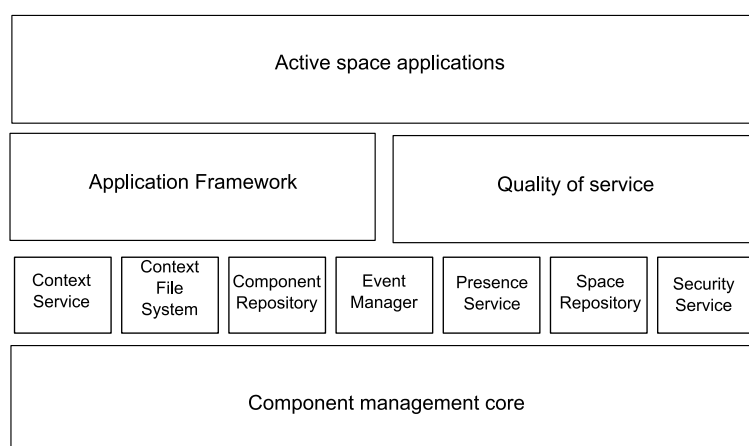 Active space applications
Application Framework
Quality of service
Context
Service
Context
File
System
Component
Repository
Event
Manager
Presence
Service
Space
Repository
Security
Service
Component management core